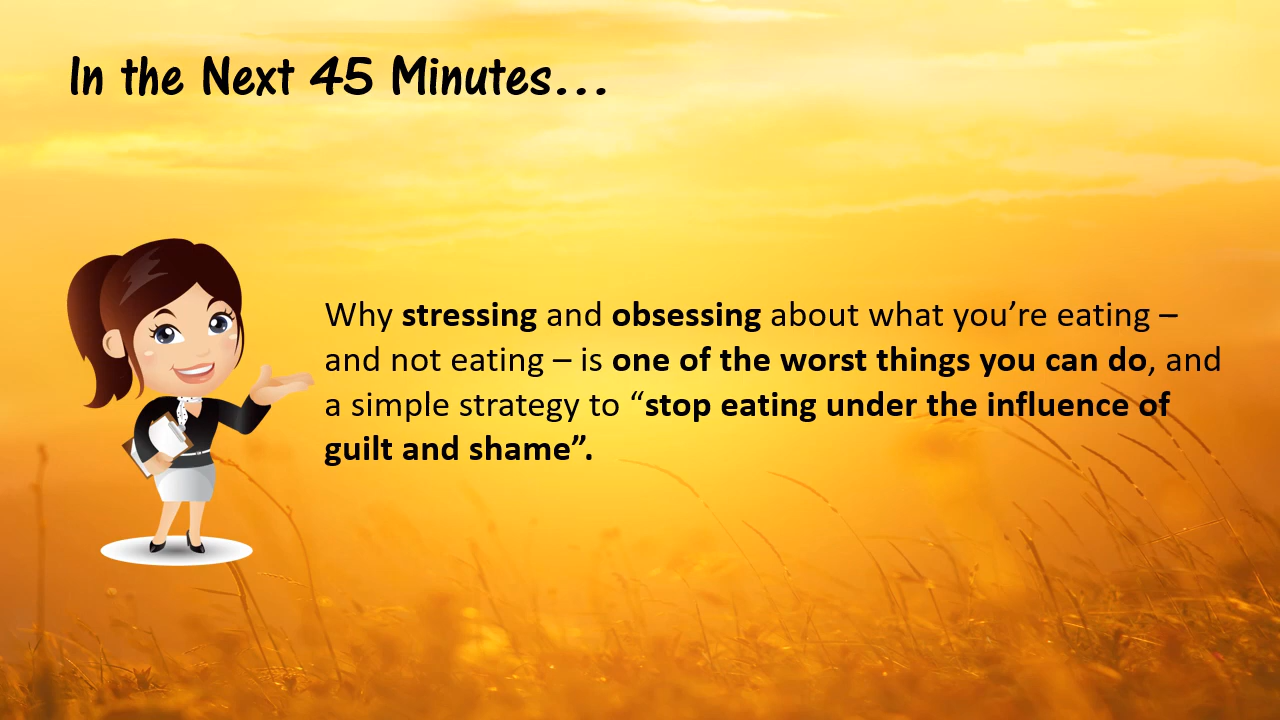 In the Next 45 Minutes...
Why stressing and obsessing about what you’re eating –
and not eating – is one of the worst things you can do, and
a simple strategy to “stop eating under the influence of
guilt and shame”.